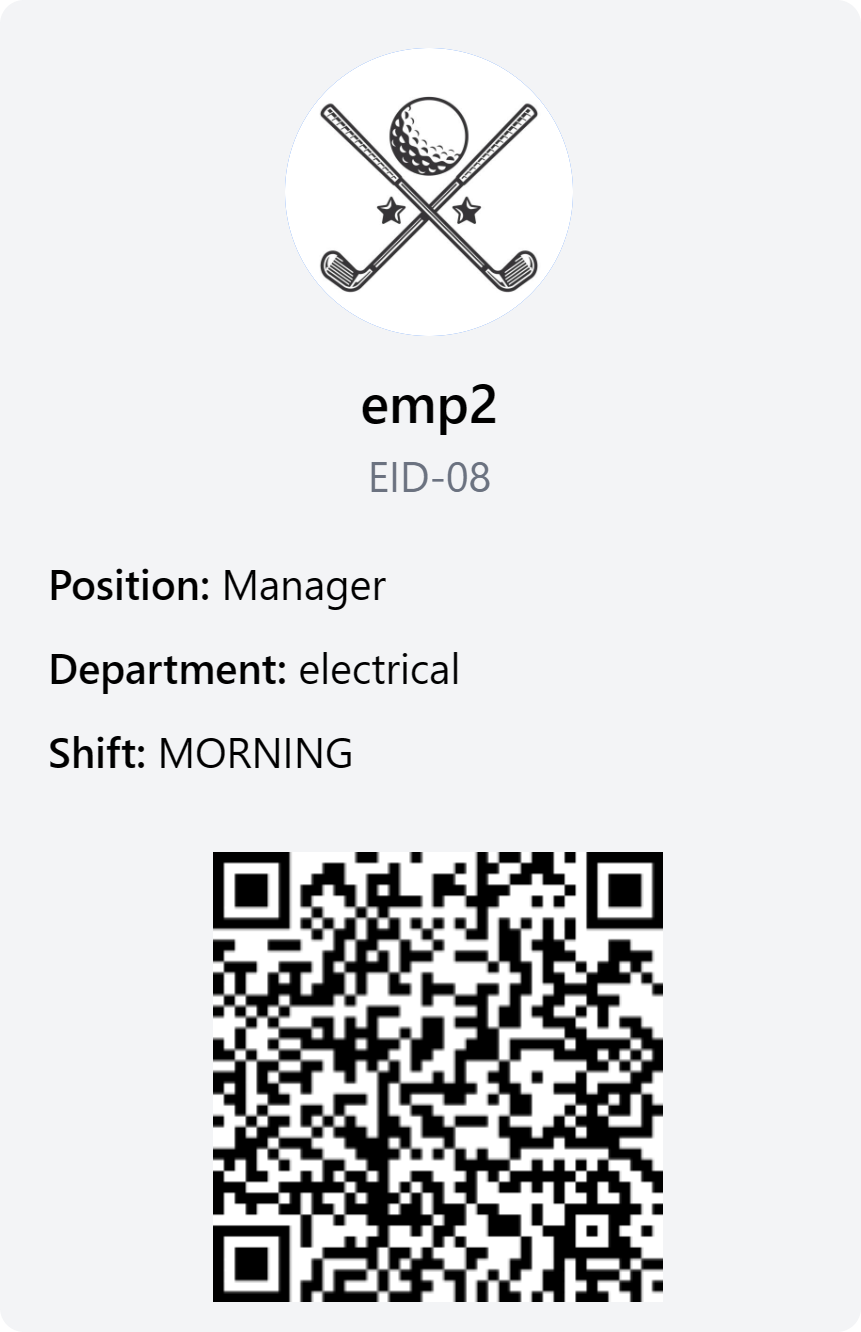 emp2
EID-08
Position: Manager
Department: electrical
Shift: MORNING